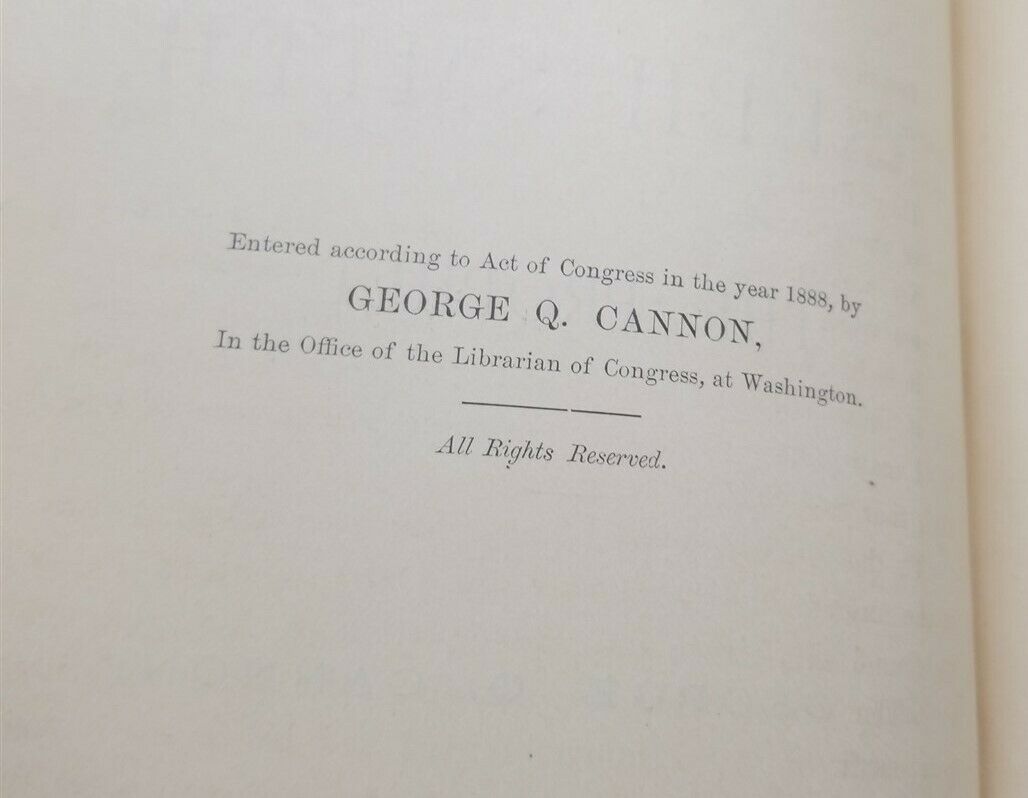 Entered according to Act of Congress in the year 1888, by
GEORGE Q. CANNON,
In the Office of the Librarian of Congress, at Washington.
All Rights Reserved.